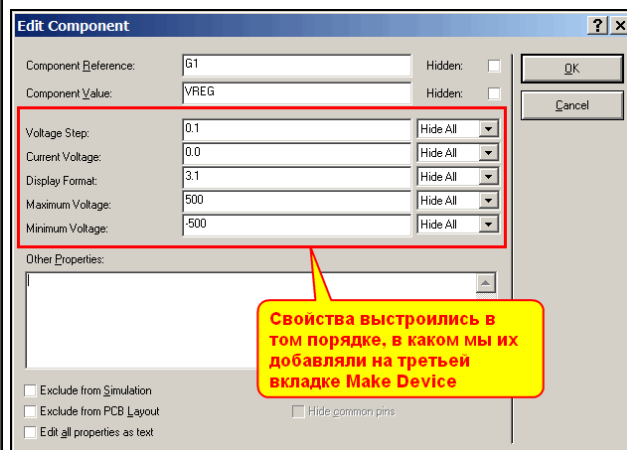 Edit Component
Component Reference: G1 Hidden: OK
Component Value: VREG Hidden:
Cancel
Voltage Step: 0.1 Hide All
Current Voltage: 0.0 Hide All
Display Format: 3.1 Hide All
Maximum Voltage: 500 Hide All
Minimum Voltage: -500 Hide All
Other Properties:
Свойства выстроились в
том порядке, в каком мы их
добавляли на третьей
вкладке Make Device
Exclude from Simulation
Exclude from PCB Layout Hide common pins
Edit all properties as text